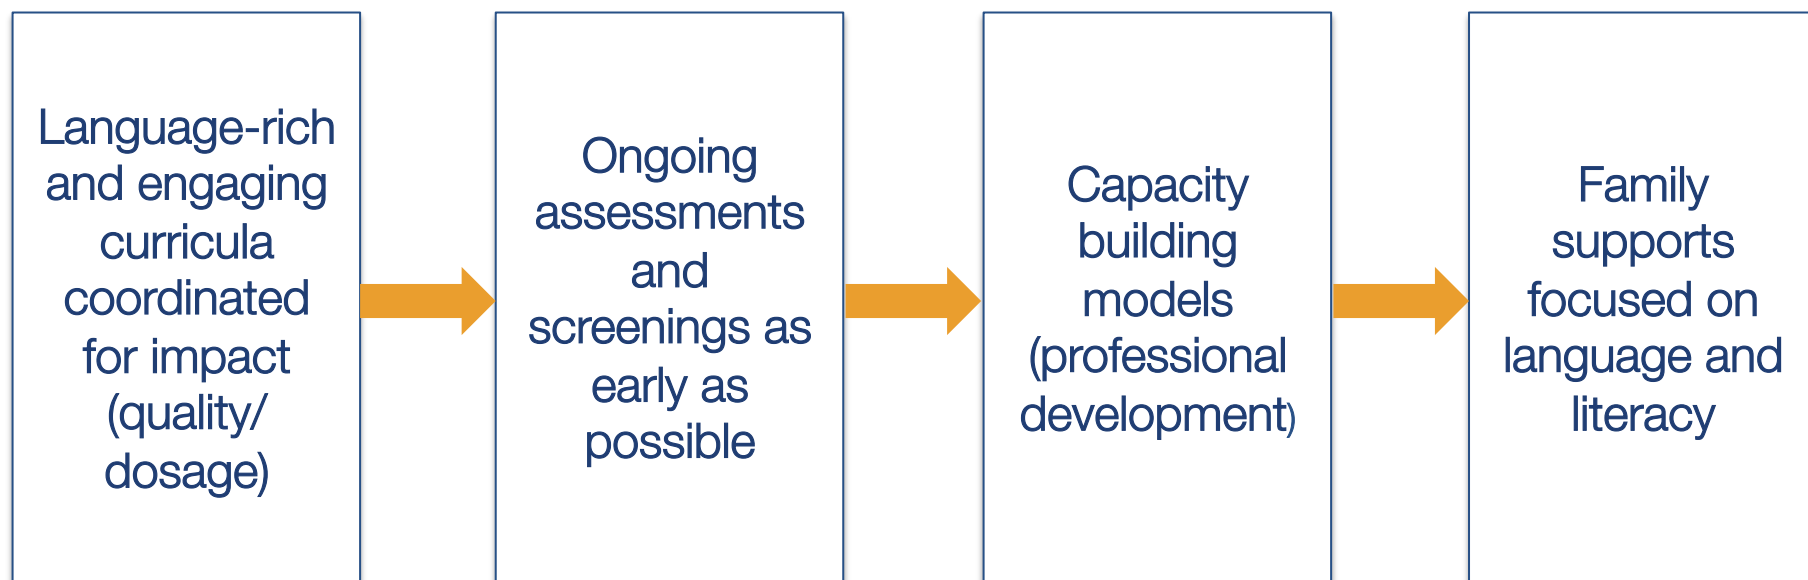 Language-rich
and engaging
curricula
coordinated
for impact
(quality/
dosage)
Ongoing
assessments
and
screenings as
early as
possible
Capacity
building
models
(professional
development)
Family
supports
focused on
language and
literacy